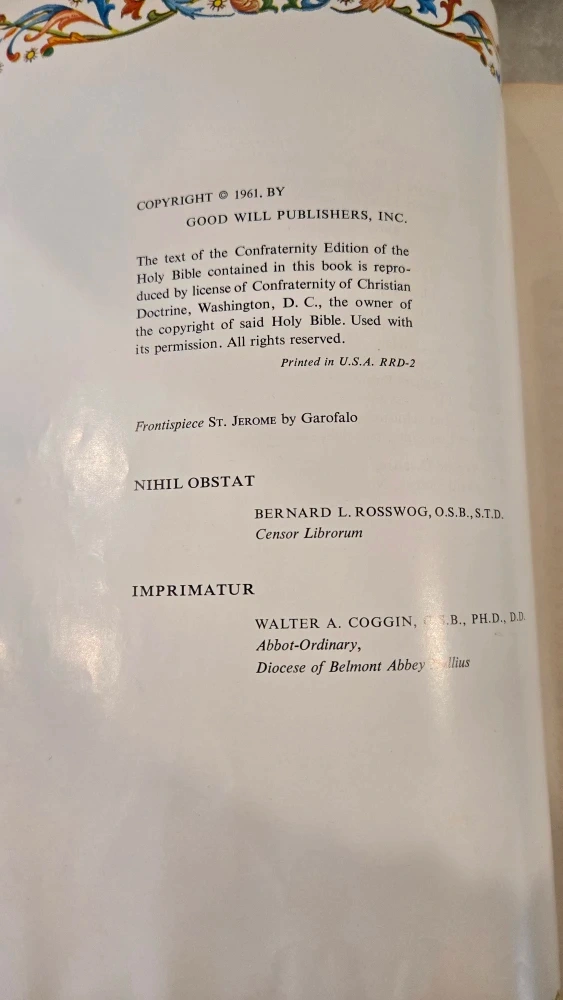 COPYRIGHT © 1961, BY
GOOD WILL PUBLISHERS, INC.
The text of the Confraternity Edition of the
Holy Bible contained in this book is repro-
duced by license of Confraternity of Christian
Doctrine, Washington, D. C., the owner of
the copyright of said Holy Bible. Used with
its permission. All rights reserved.
Printed in U.S.A. RRD-2
Frontispiece ST. JEROME by Garofalo
NIHIL OBSTAT
BERNARD L. ROSSWOG, O.S.B., S.T.D.
Censor Librorum
IMPRIMATUR
WALTER A. COGGIN, PH.D., D.D.
Abbot-Ordinary,
Diocese of Belmont Abbey